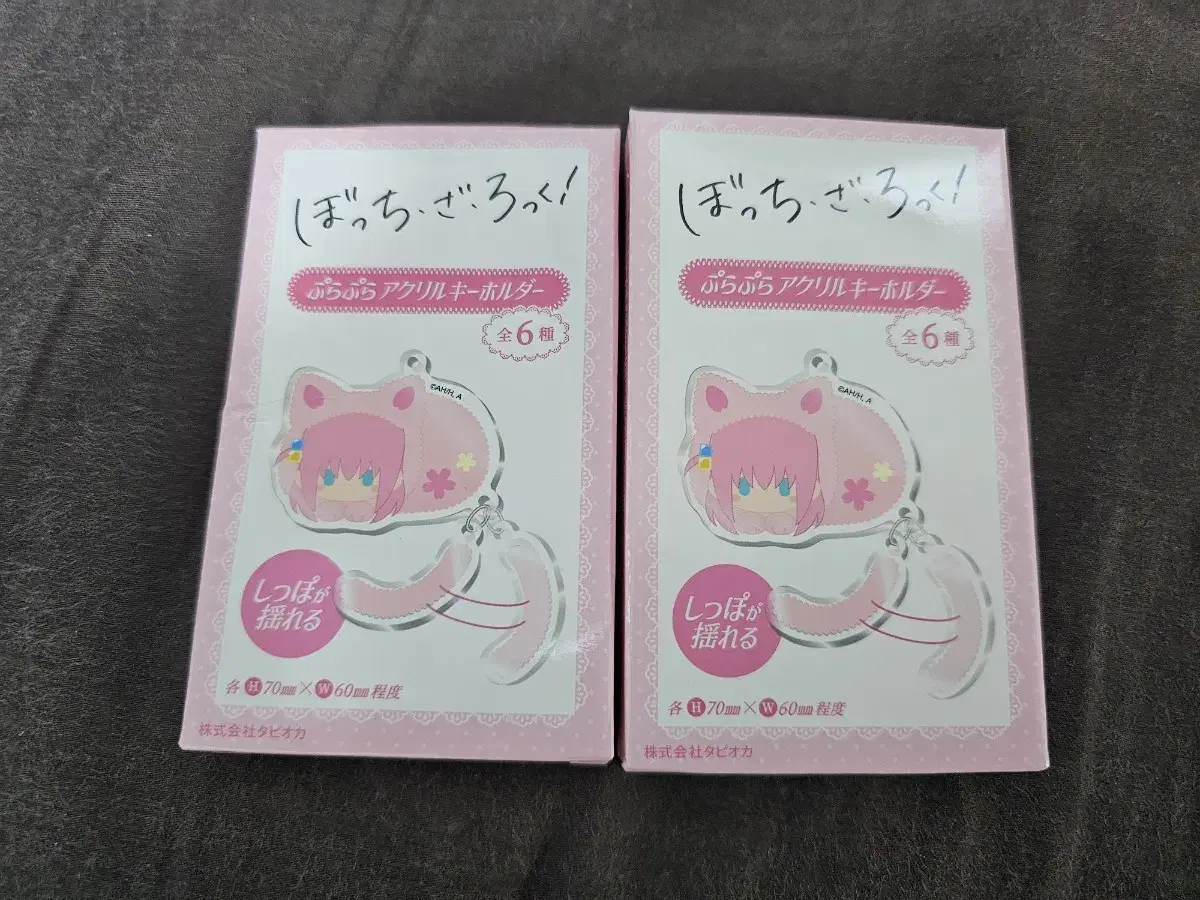 ぼっち・ざ・ろっく!
ぷらぷらアクリルキーホルダー
全6種
©AH/H, A
しっぽが
揺れる
各H70mm×W60mm程度
株式会社タピオカ
ぼっち・ざ・ろっく!
ぷらぷらアクリルキーホルダー
全6種
©AH/H, A
しっぽが
揺れる
各H70mm×W60mm程度
株式会社タピオカ